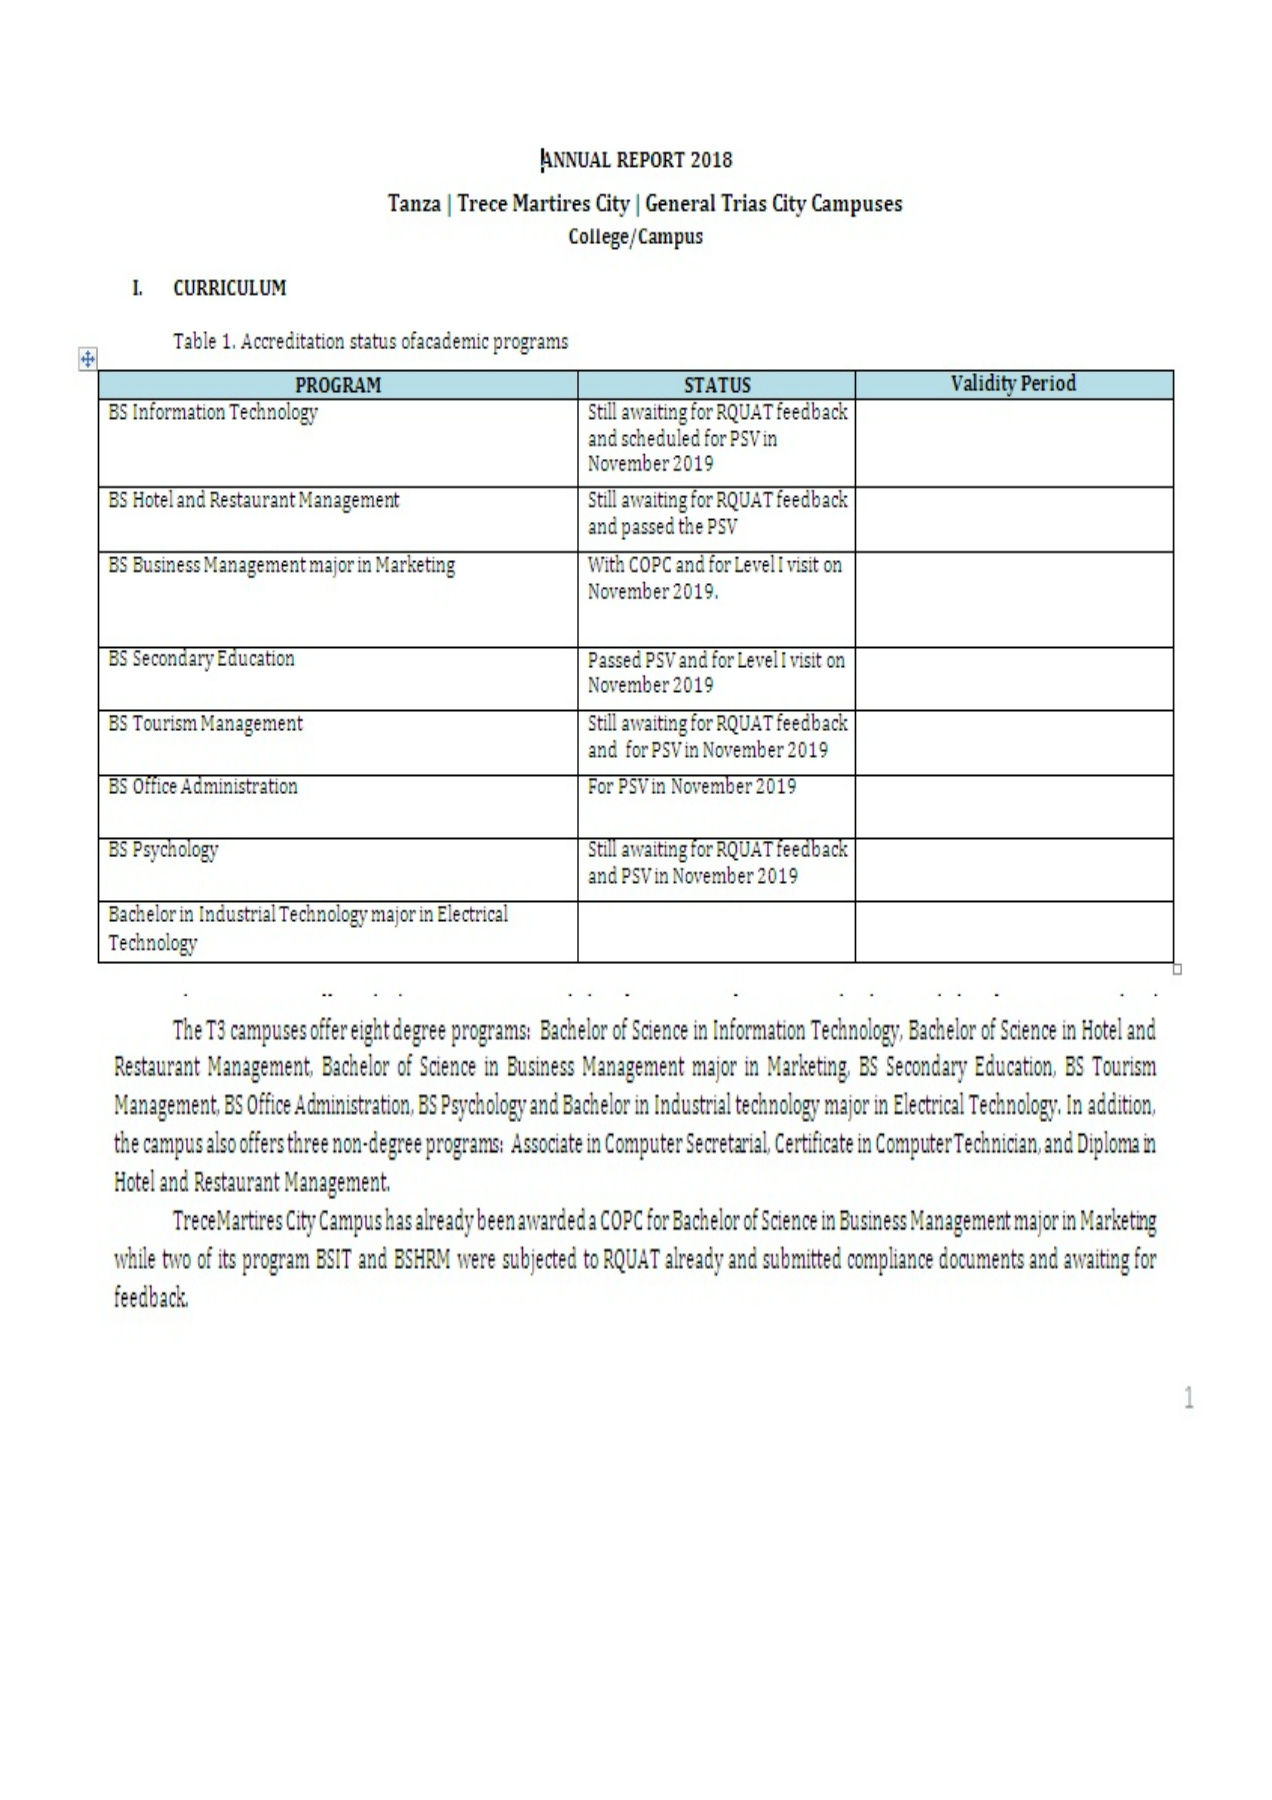 ANNUAL REPORT 2018
Tanza | Trece Martires City | General Trias City Campuses
College/Campus
I. CURRICULUM
Table 1. Accreditation status ofacademic programs
PROGRAM STATUS Validity Period
BS Information Technology Still awaiting for RQUAT feedback
and scheduled for PSV in
November 2019
BS Hotel and Restaurant Management Still awaiting for RQUAT feedback
and passed the PSV
BS Business Management major in Marketing With COPC and for Level I visit on
November 2019.
BS Secondary Education Passed PSV and for Level I visit on
November 2019
BS Tourism Management Still awaiting for RQUAT feedback
and for PSV in November 2019
BS Office Administration For PSV in November 2019
BS Psychology Still awaiting for RQUAT feedback
and PSV in November 2019
Bachelor in Industrial Technology major in Electrical
Technology
The T3 campuses offer eight degree programs: Bachelor of Science in Information Technology, Bachelor of Science in Hotel and
Restaurant Management, Bachelor of Science in Business Management major in Marketing, BS Secondary Education, BS Tourism
Management, BS Office Administration, BS Psychology and Bachelor in Industrial technology major in Electrical Technology. In addition,
the campus also offers three non-degree programs: Associate in Computer Secretarial, Certificate in Computer Technician, and Diploma in
Hotel and Restaurant Management.
TreceMartires City Campus has already been awarded a COPC for Bachelor of Science in Business Management major in Marketing
while two of its program BSIT and BSHRM were subjected to RQUAT already and submitted compliance documents and awaiting for
feedback.
1